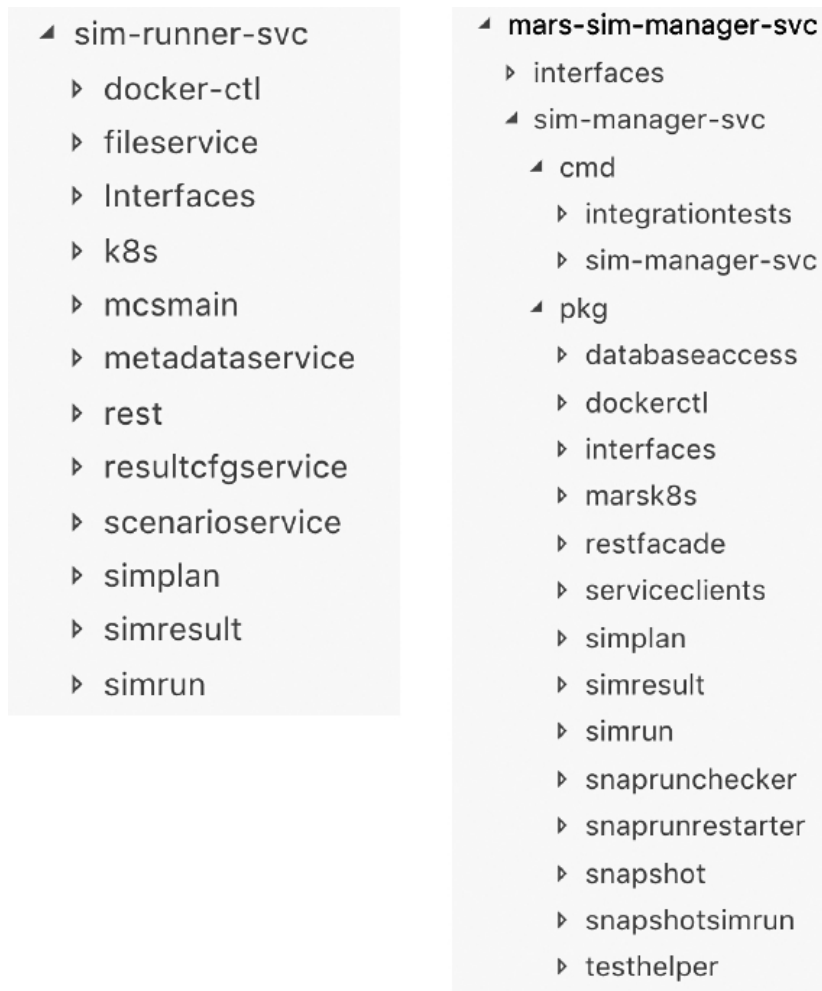 sim-runner-svc
docker-ctl
fileservice
Interfaces
k8s
mcsmain
metadataservice
rest
resultcfgservice
scenarioservice
simplan
simresult
simrun
mars-sim-manager-svc
interfaces
sim-manager-svc
cmd
integrationtests
sim-manager-svc
pkg
databaseaccess
dockerctl
interfaces
marsk8s
restfacade
serviceclients
simplan
simresult
simrun
snaprunchecker
snaprunrestarter
snapshot
snapshotsimrun
testhelper